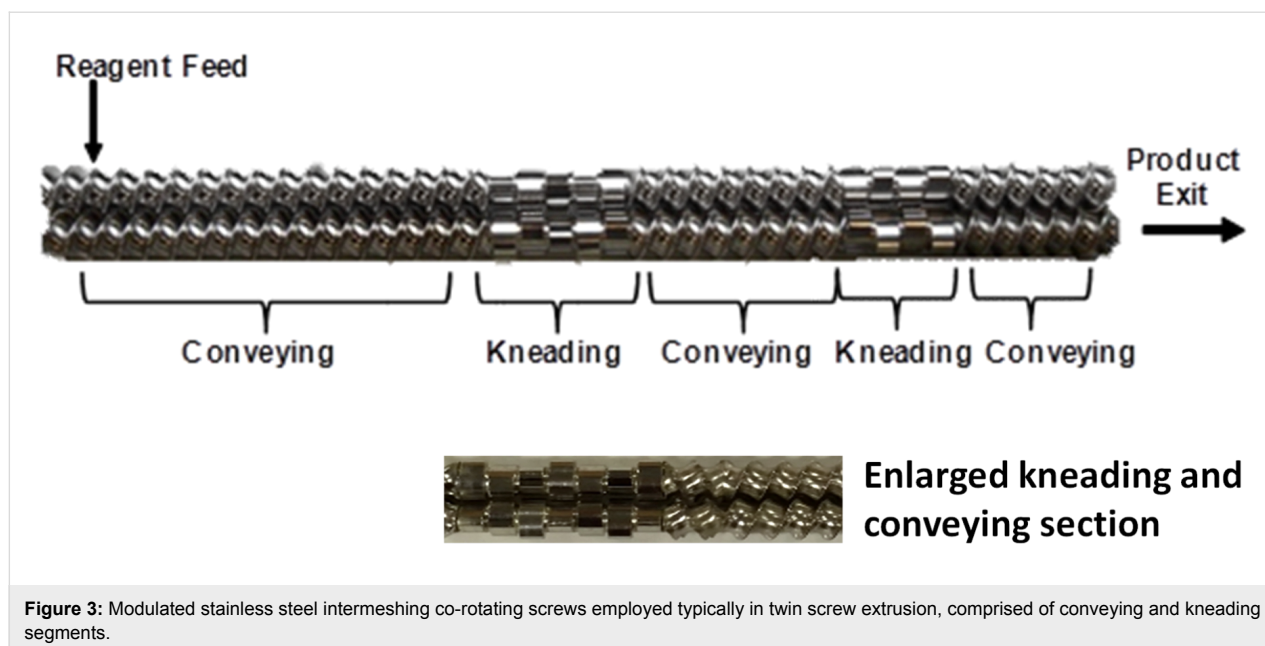 Reagent Feed
Product
Exit
Conveying
Kneading
Conveying
Kneading
Conveying
Enlarged kneading and
conveying section
Figure 3: Modulated stainless steel intermeshing co-rotating screws employed typically in twin screw extrusion, comprised of conveying and kneading
segments.